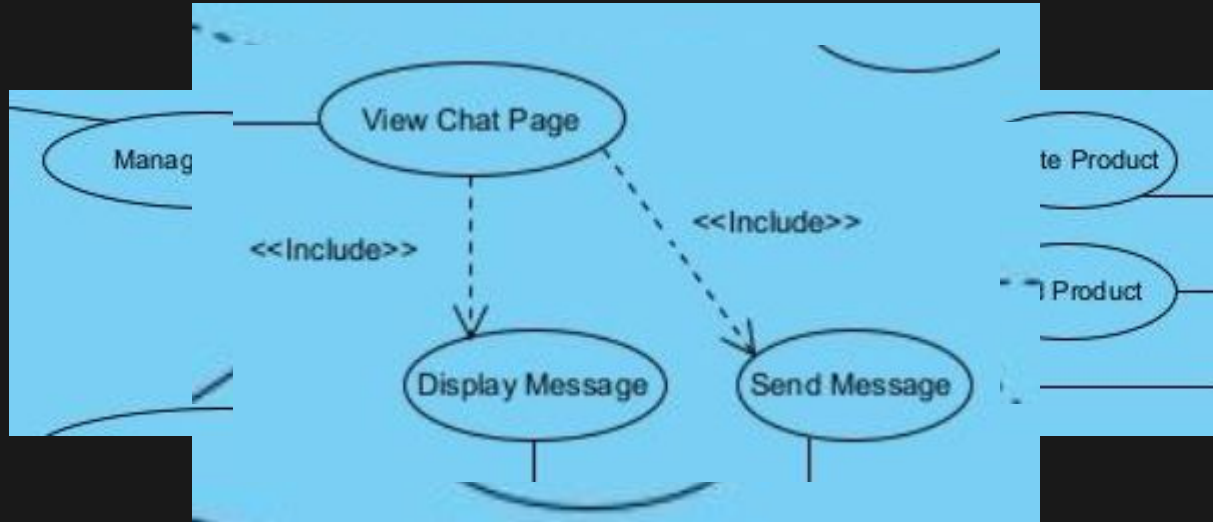 View Chat Page
Manag
te Product
<<Include>>
<<Include>>
Product
Display Message
Send Message